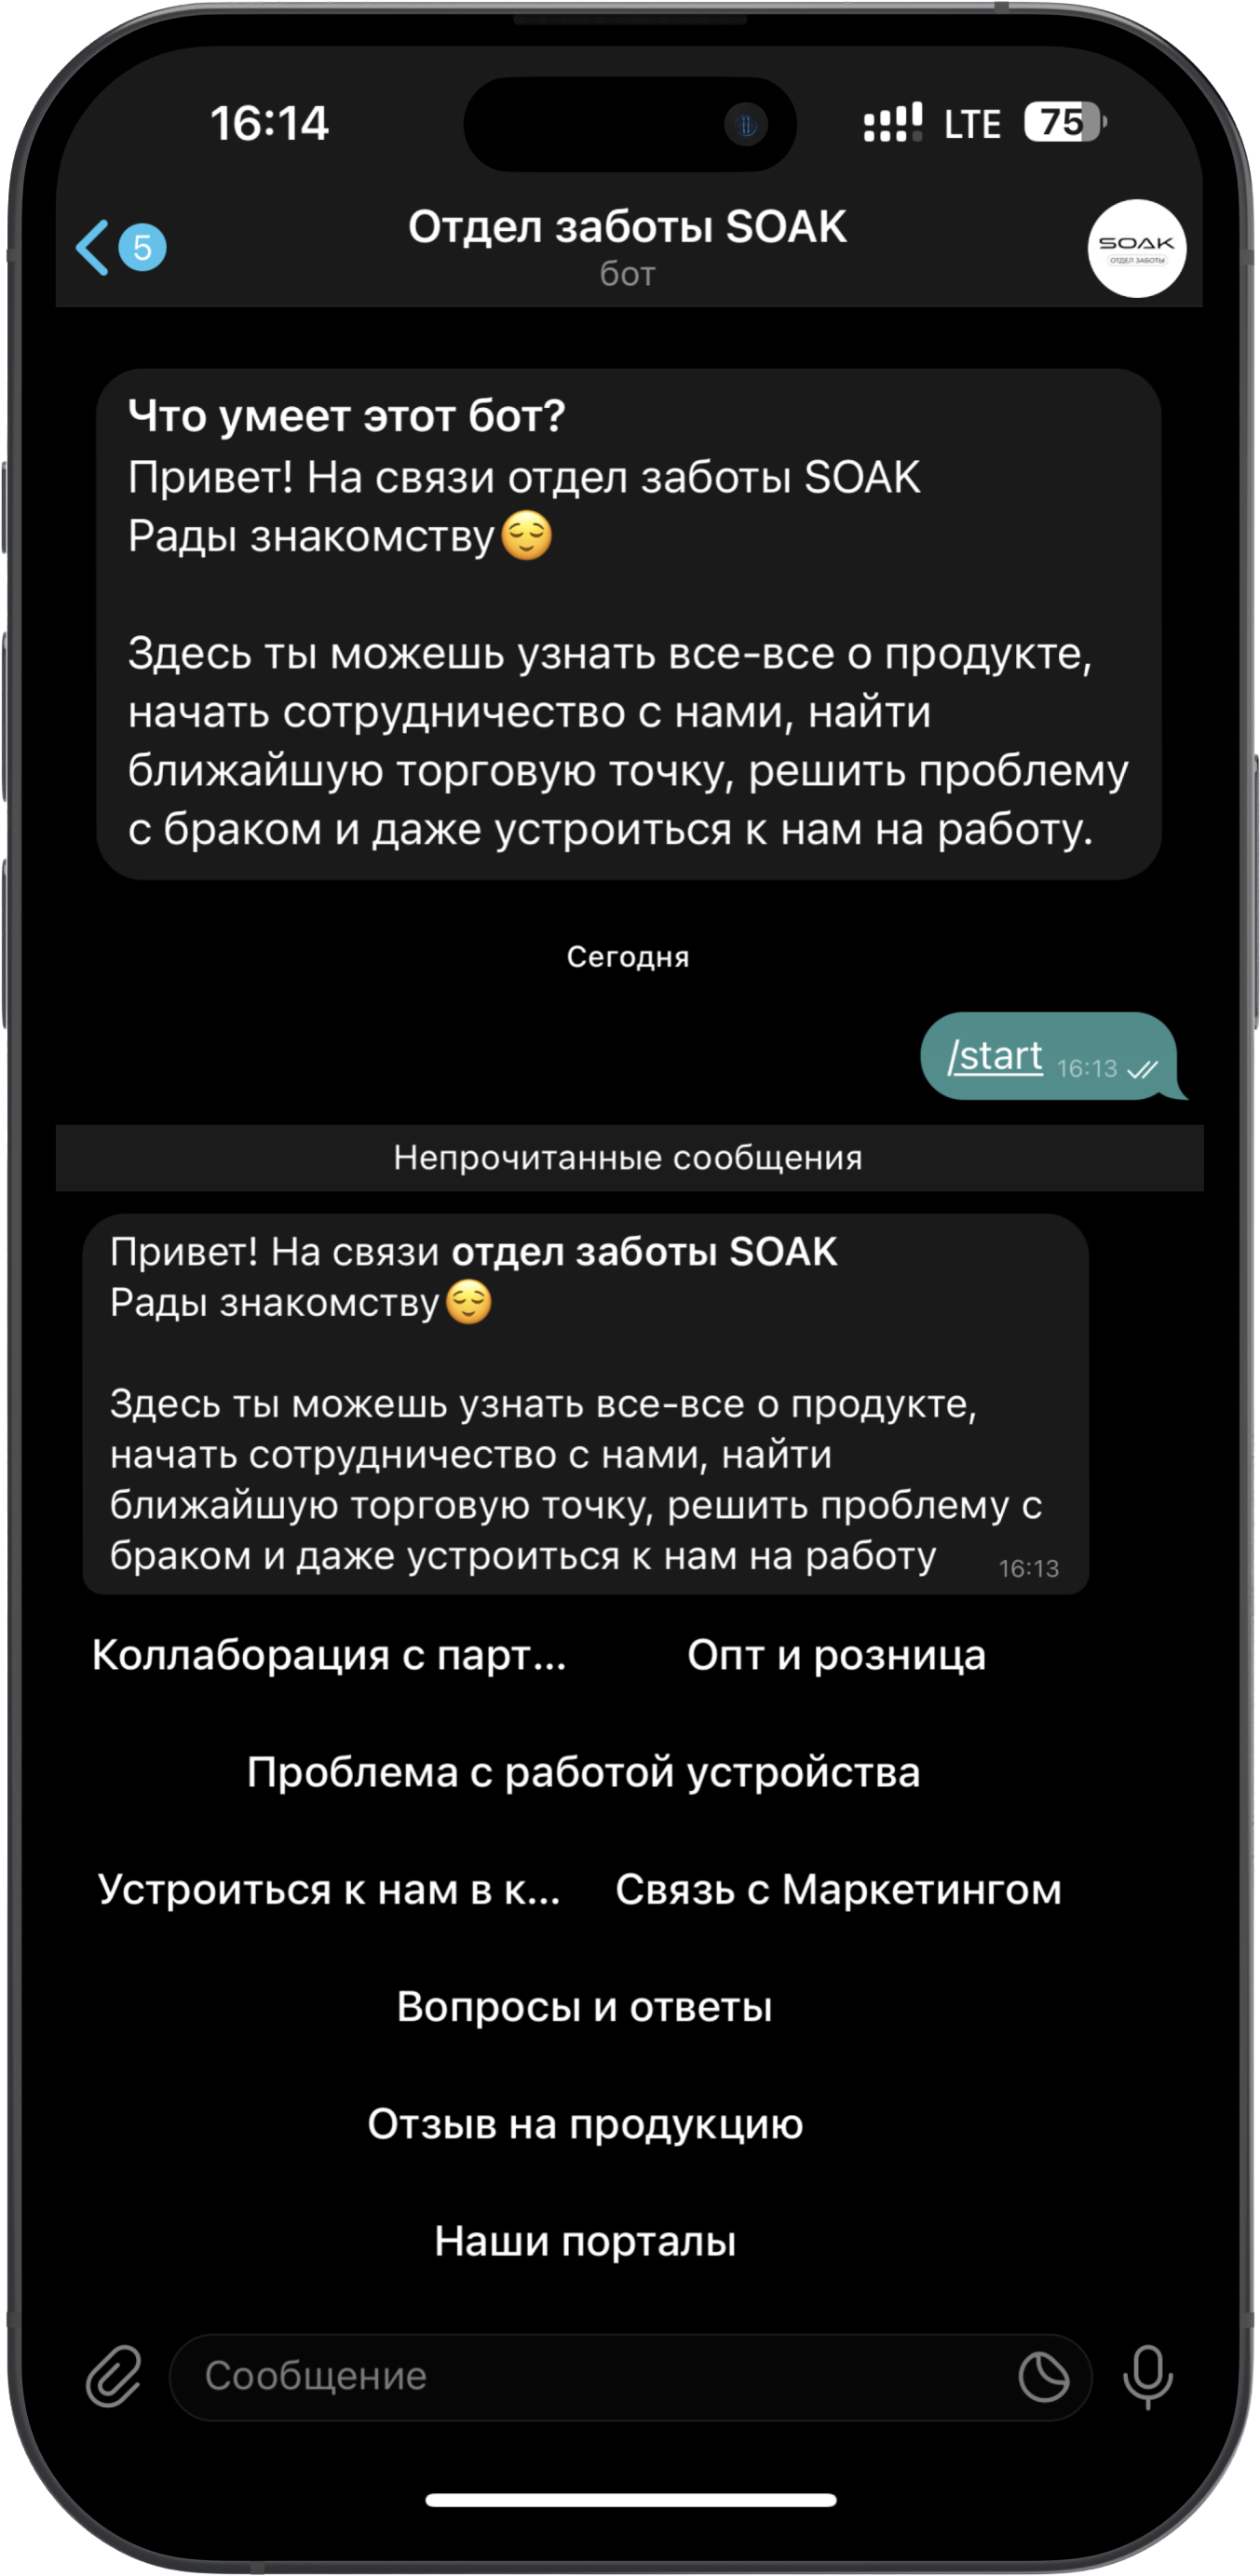 16:14
LTE
75
5
Отдел заботы SOAK
бот
SOAK
ОТДЕЛ ЗАБОТЫ
Что умеет этот бот?
Привет! На связи отдел заботы SOAK
Рады знакомству😌
Здесь ты можешь узнать все-все о продукте,
начать сотрудничество с нами, найти
ближайшую торговую точку, решить проблему
с браком и даже устроиться к нам на работу.
Сегодня
/start 16:13
Непрочитанные сообщения
Привет! На связи отдел заботы SOAK
Рады знакомству😌
Здесь ты можешь узнать все-все о продукте,
начать сотрудничество с нами, найти
ближайшую торговую точку, решить проблему с
браком и даже устроиться к нам на работу 16:13
Коллаборация с парт... Опт и розница
Проблема с работой устройства
Устроиться к нам в к... Связь с Маркетингом
Вопросы и ответы
Отзыв на продукцию
Наши порталы
Сообщение